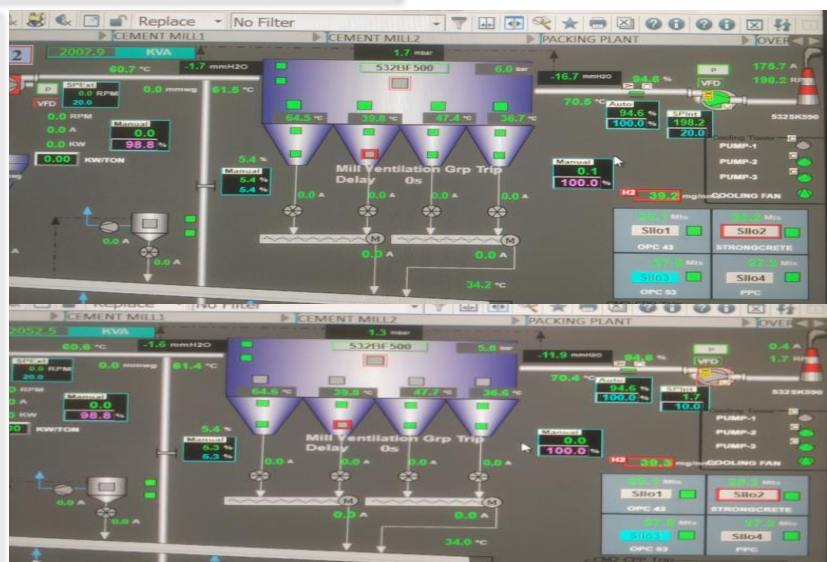 Replace No Filter
CEMENT MILL1 CEMENT MILL2 PACKING PLANT OVER
2 2007.9 KVA 1.7 mbar
60.7 °C -1.7 mmH2O 532BF500 6.0 bar -16.7 mmH2O 94.6 % P 175.7 A
SPExt 0.0 RPM 20.0 0.0 mmwg 61.5 °C 70.5 °C VFD 198.2
P VFD Auto 94.6 % 100.0 % SPInt 198.2 20.0 532SK590
0.0 RPM
0.0 A Manual 0.0 98.8 % 64.5 °C 39.8 °C 47.4 °C 36.7 °C
0.0 KW Cooling Tower
0.00 KW/TON 5.4 % Mill Ventilation Grp Trip PUMP-1
Manual 5.4 % 5.4 % Delay 0s Manual 0.1 100.0 % PUMP-2
PUMP-3
0.0 A 0.0 A 0.0 A 0.0 A H2 39.2 COOLING FAN
0.0 A M M Silo1 Silo2
0.0 A 0.0 A OPC 43 STRONGCRETE
0.0 A Silo3 Silo4
34.2 °C OPC 53 PPC
Replace No Filter
CEMENT MILL1 CEMENT MILL2 PACKING PLANT OVER
2052.5 KVA 1.3 mbar
60.6 °C -1.6 mmH2O 532BF500 5.8 bar -11.9 mmH2O 94.6 % P 0.4 A
SPExt 0.0 RPM 20.0 0.0 mmwg 61.4 °C 70.4 °C VFD 1.7
RPM Auto 94.6 % 100.0 % SPInt 1.7 10.0 532SK590
Manual 0.0 98.8 % 64.6 °C 39.8 °C 47.7 °C 36.6 °C
KW Cooling Tower
KW/TON 5.4 % Mill Ventilation Grp Trip PUMP-1
Manual 5.3 % 5.3 % Delay 0s Manual 0.0 100.0 % PUMP-2
PUMP-3
0.0 A 0.0 A 0.0 A 0.0 A H2 39.3 COOLING FAN
0.0 A M M Silo1 Silo2
0.0 A 0.0 A OPC 43 STRONGCRETE
0.0 A Silo3 Silo4
34.0 °C OPC 53 PPC